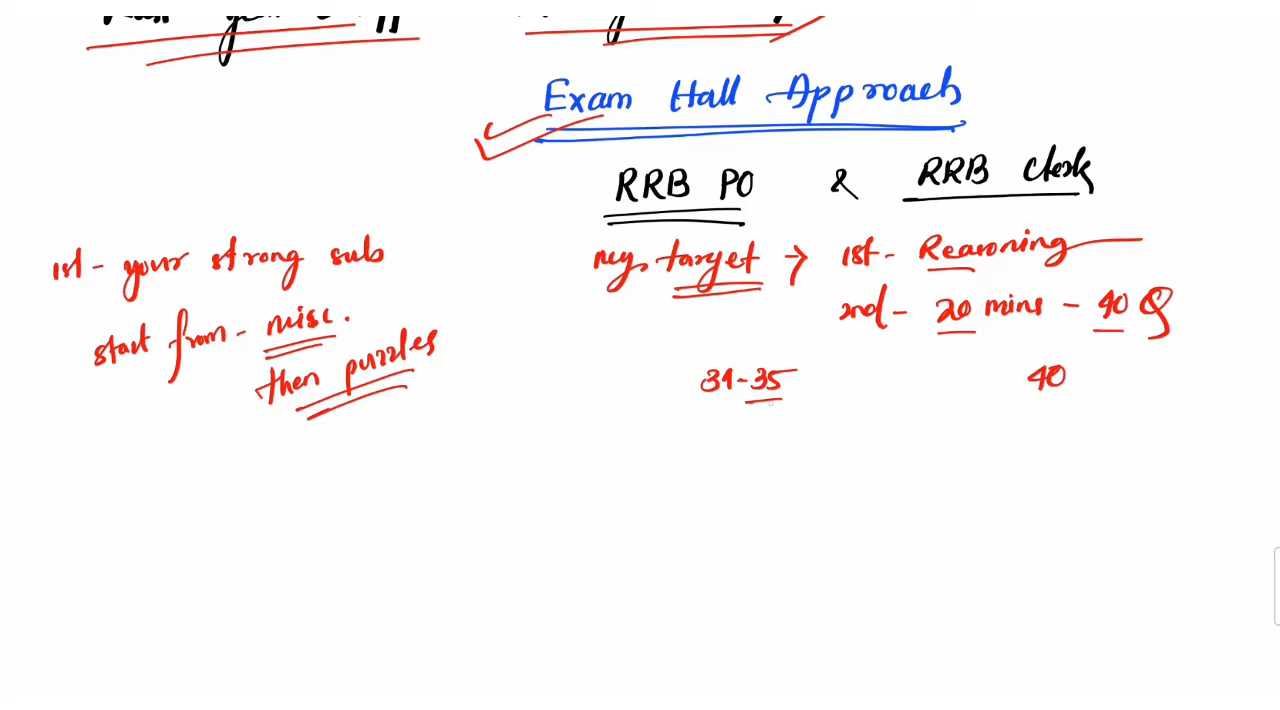 Exam Hall Approach
RRB PO & RRB Clerk
1st - your strong sub
start from - misc.
then puzzles
my target → 1st - Reasoning
2nd - 20 mins - 40 Q
34-35
40